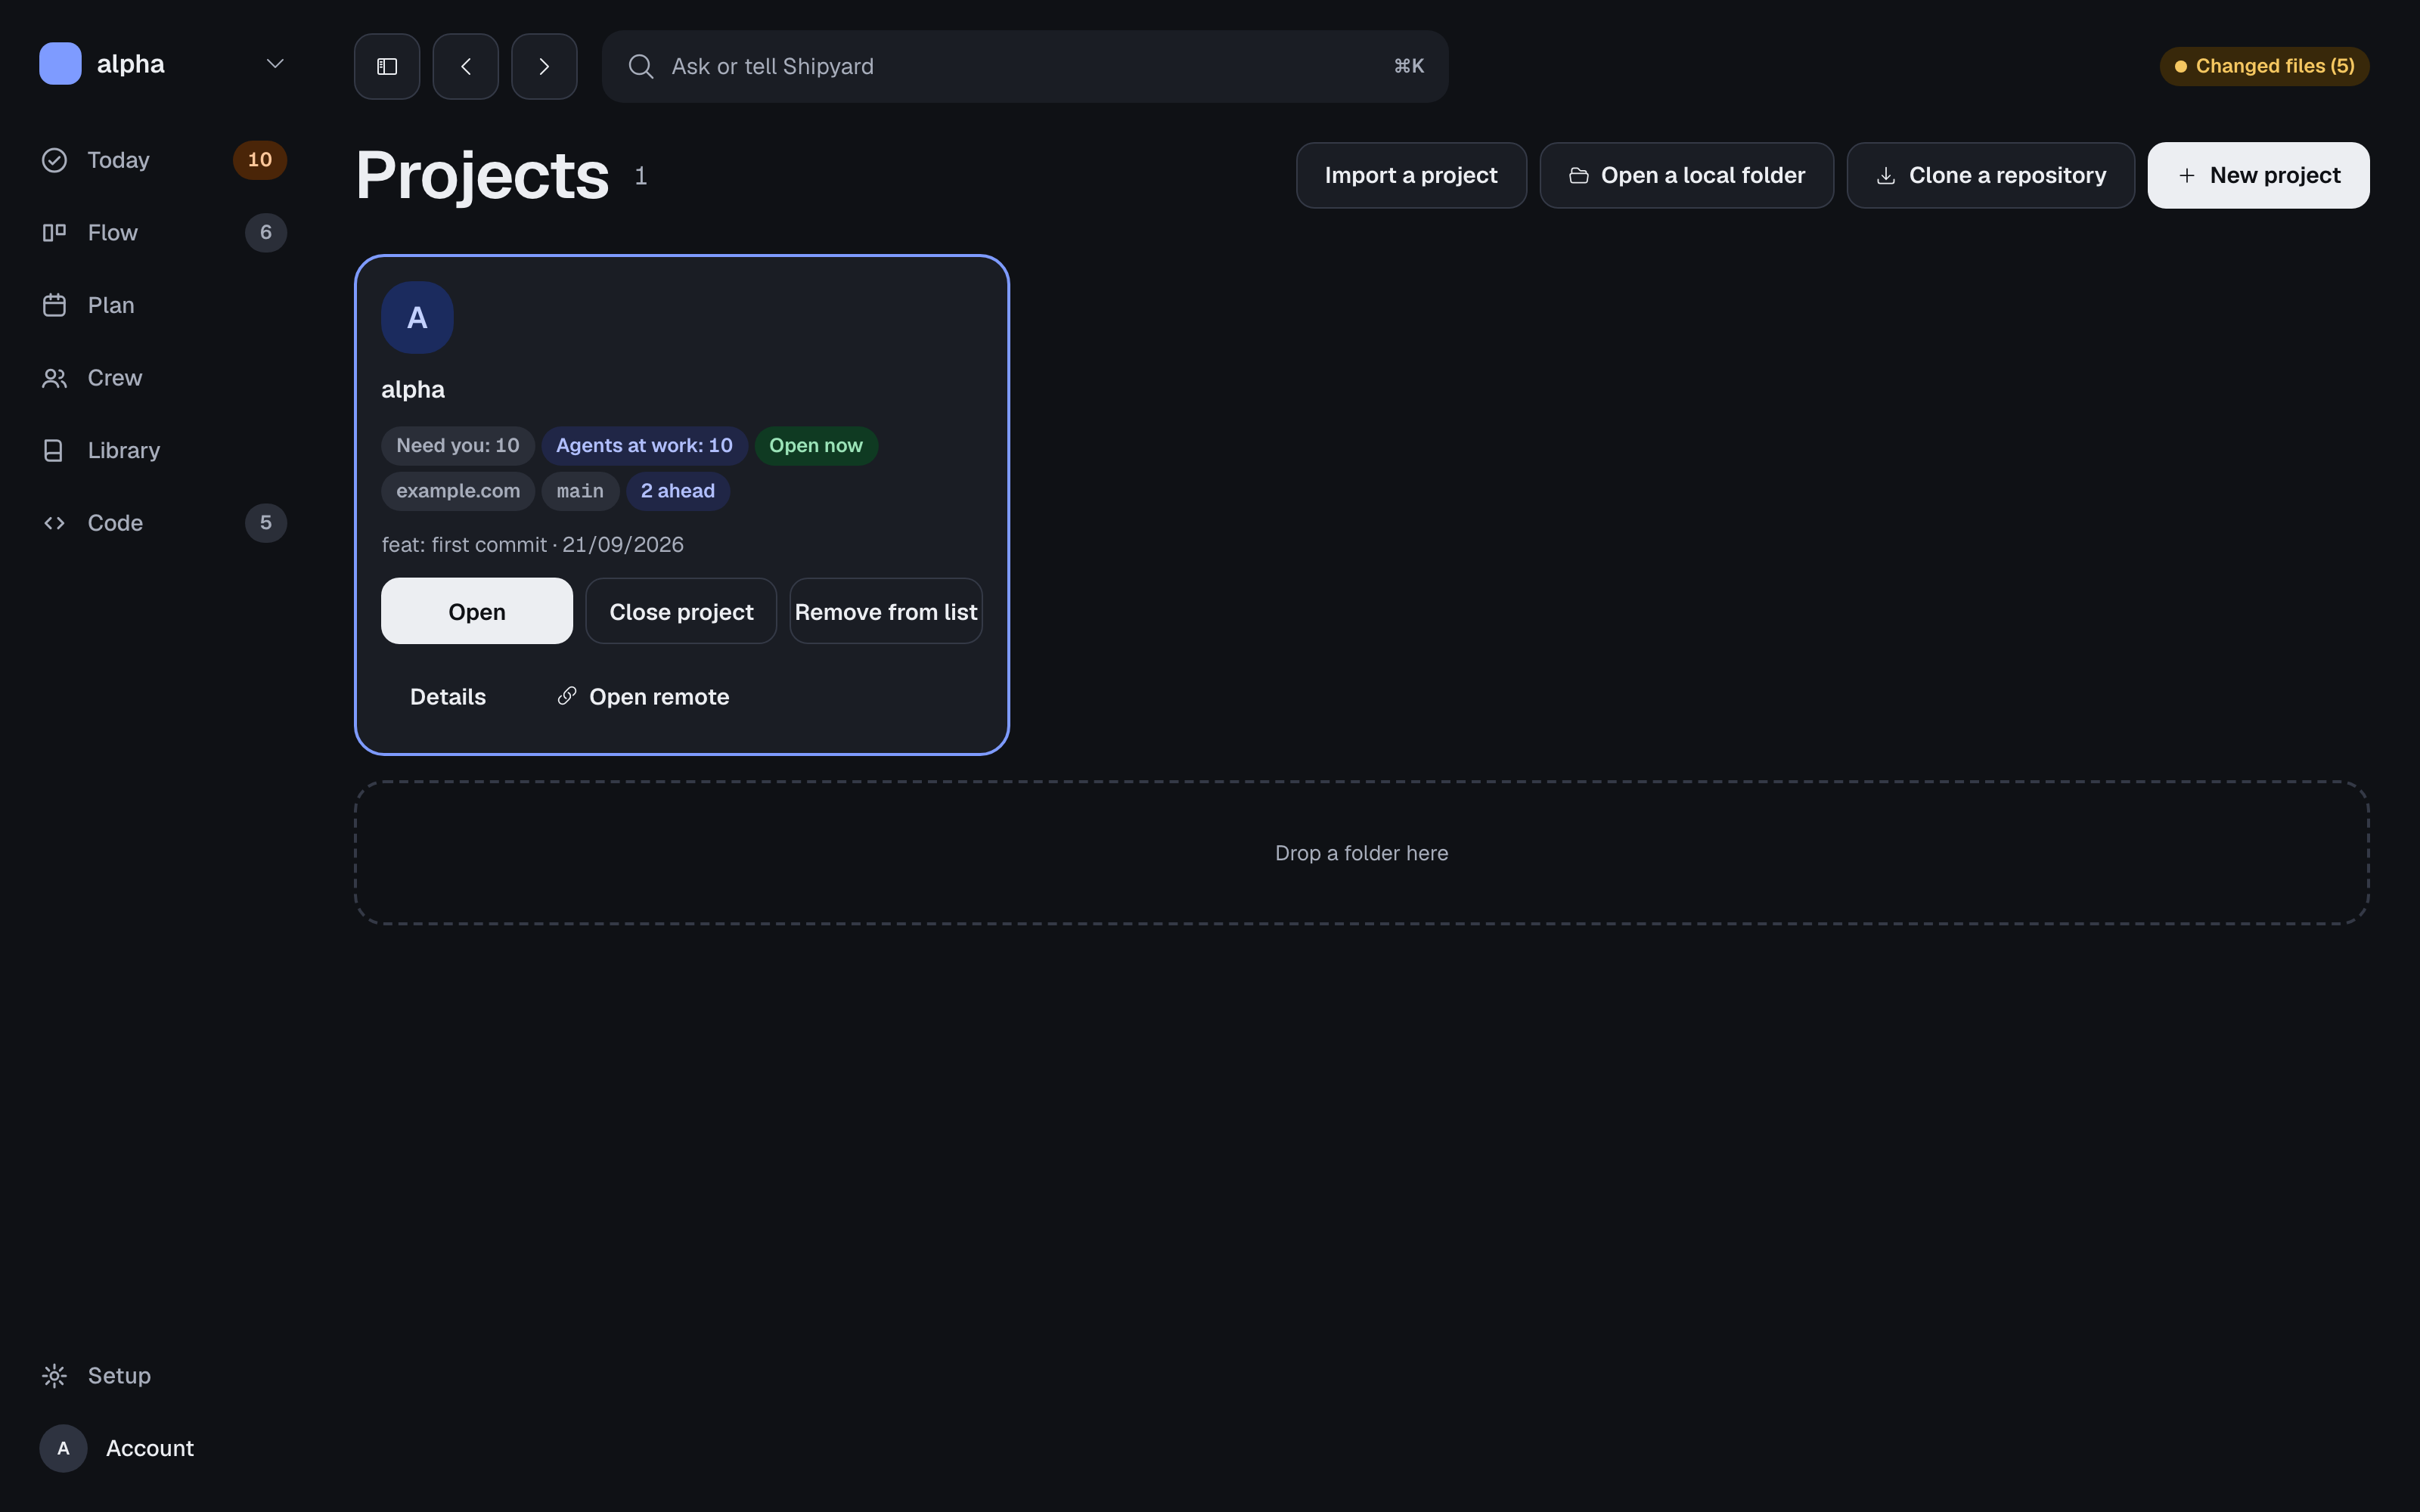 alpha
Ask or tell Shipyard ⌘K
Changed files (5)
Today 10
Flow 6
Plan
Crew
Library
Code 5
Projects 1
Import a project
Open a local folder
Clone a repository
New project
A
alpha
Need you: 10 Agents at work: 10 Open now
example.com main 2 ahead
feat: first commit · 21/09/2026
Open Close project Remove from list
Details Open remote
Drop a folder here
Setup
A Account